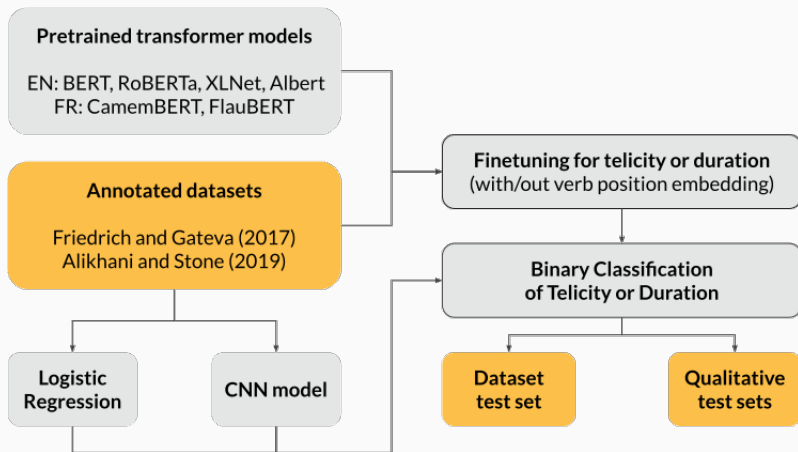 Pretrained transformer models
EN: BERT, RoBERTa, XLNet, Albert
FR: CamemBERT, FlauBERT
Annotated datasets
Friedrich and Gateva (2017)
Alikhani and Stone (2019)
Finetuning for telicity or duration
(with/out verb position embedding)
Binary Classification
of Telicity or Duration
Logistic
Regression
CNN model
Dataset
test set
Qualitative
test sets